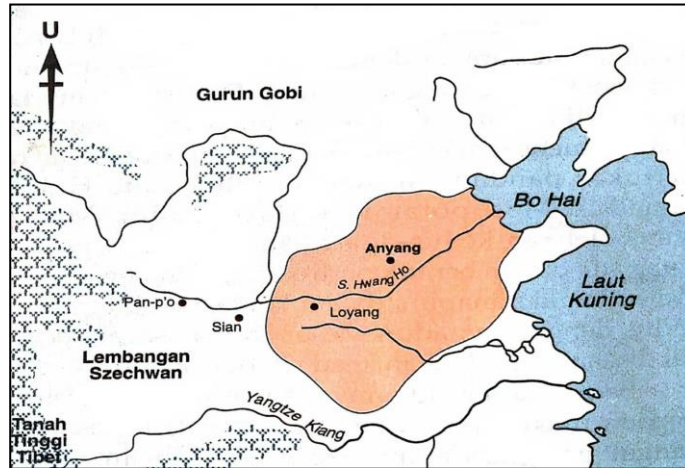 U
Gurun Gobi
Bo Hai
Anyang
S. Hwang Ho
Laut
Kuning
Pan-p'o
Sian
Loyang
Lembangan
Szechwan
Yangtze Kiang
Tanah
Tinggi
Tibet